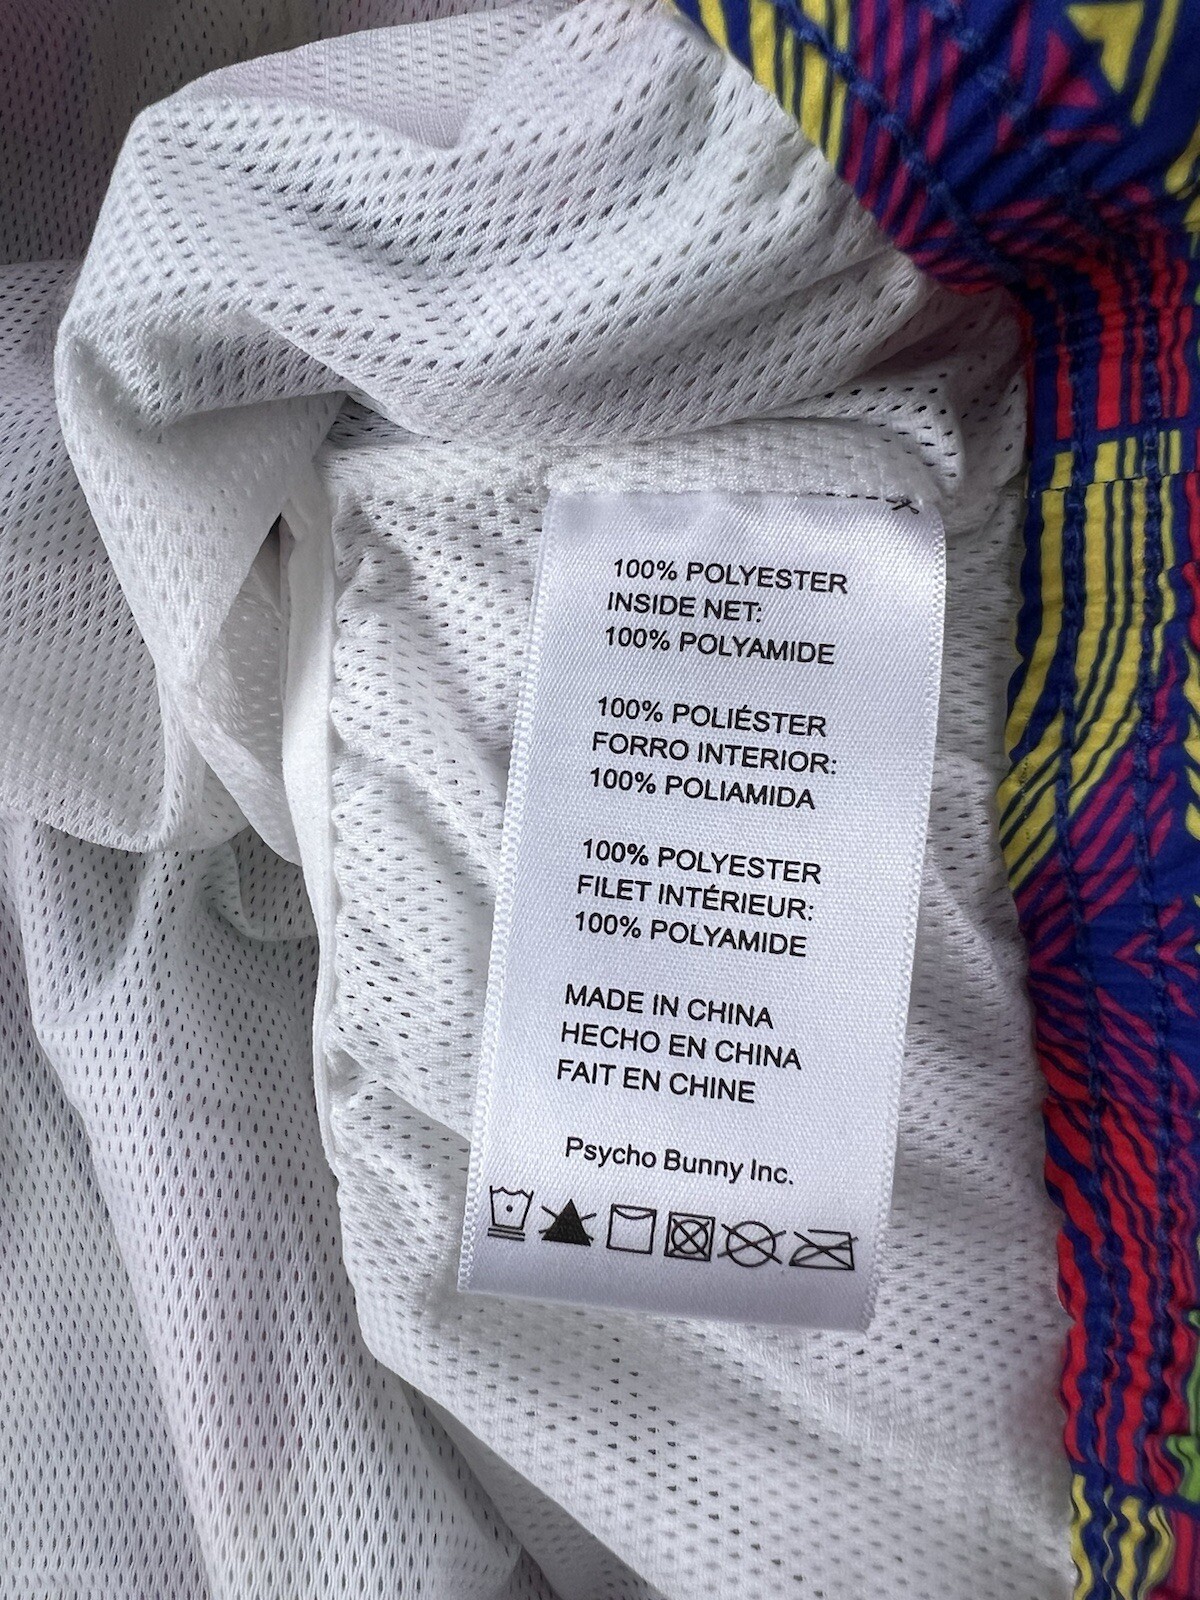 100% POLYESTER
INSIDE NET:
100% POLYAMIDE
100% POLIÉSTER
FORRO INTERIOR:
100% POLIAMIDA
100% POLYESTER
FILET INTÉRIEUR:
100% POLYAMIDE
MADE IN CHINA
HECHO EN CHINA
FAIT EN CHINE
Psycho Bunny Inc.